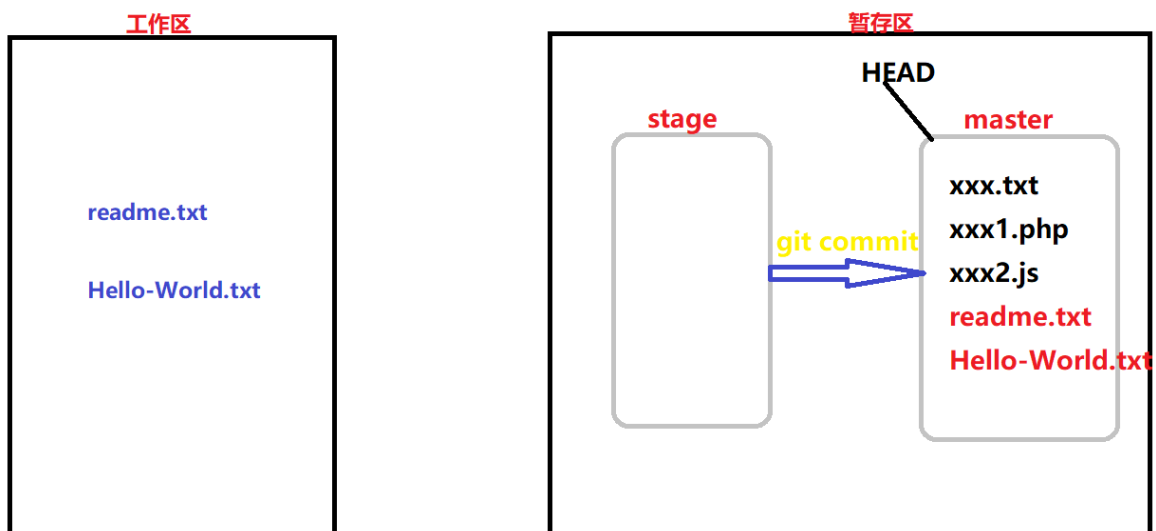 工作区
readme.txt
Hello-World.txt
暂存区
HEAD
stage
master
git commit
xxx.txt
xxx1.php
xxx2.js
readme.txt
Hello-World.txt